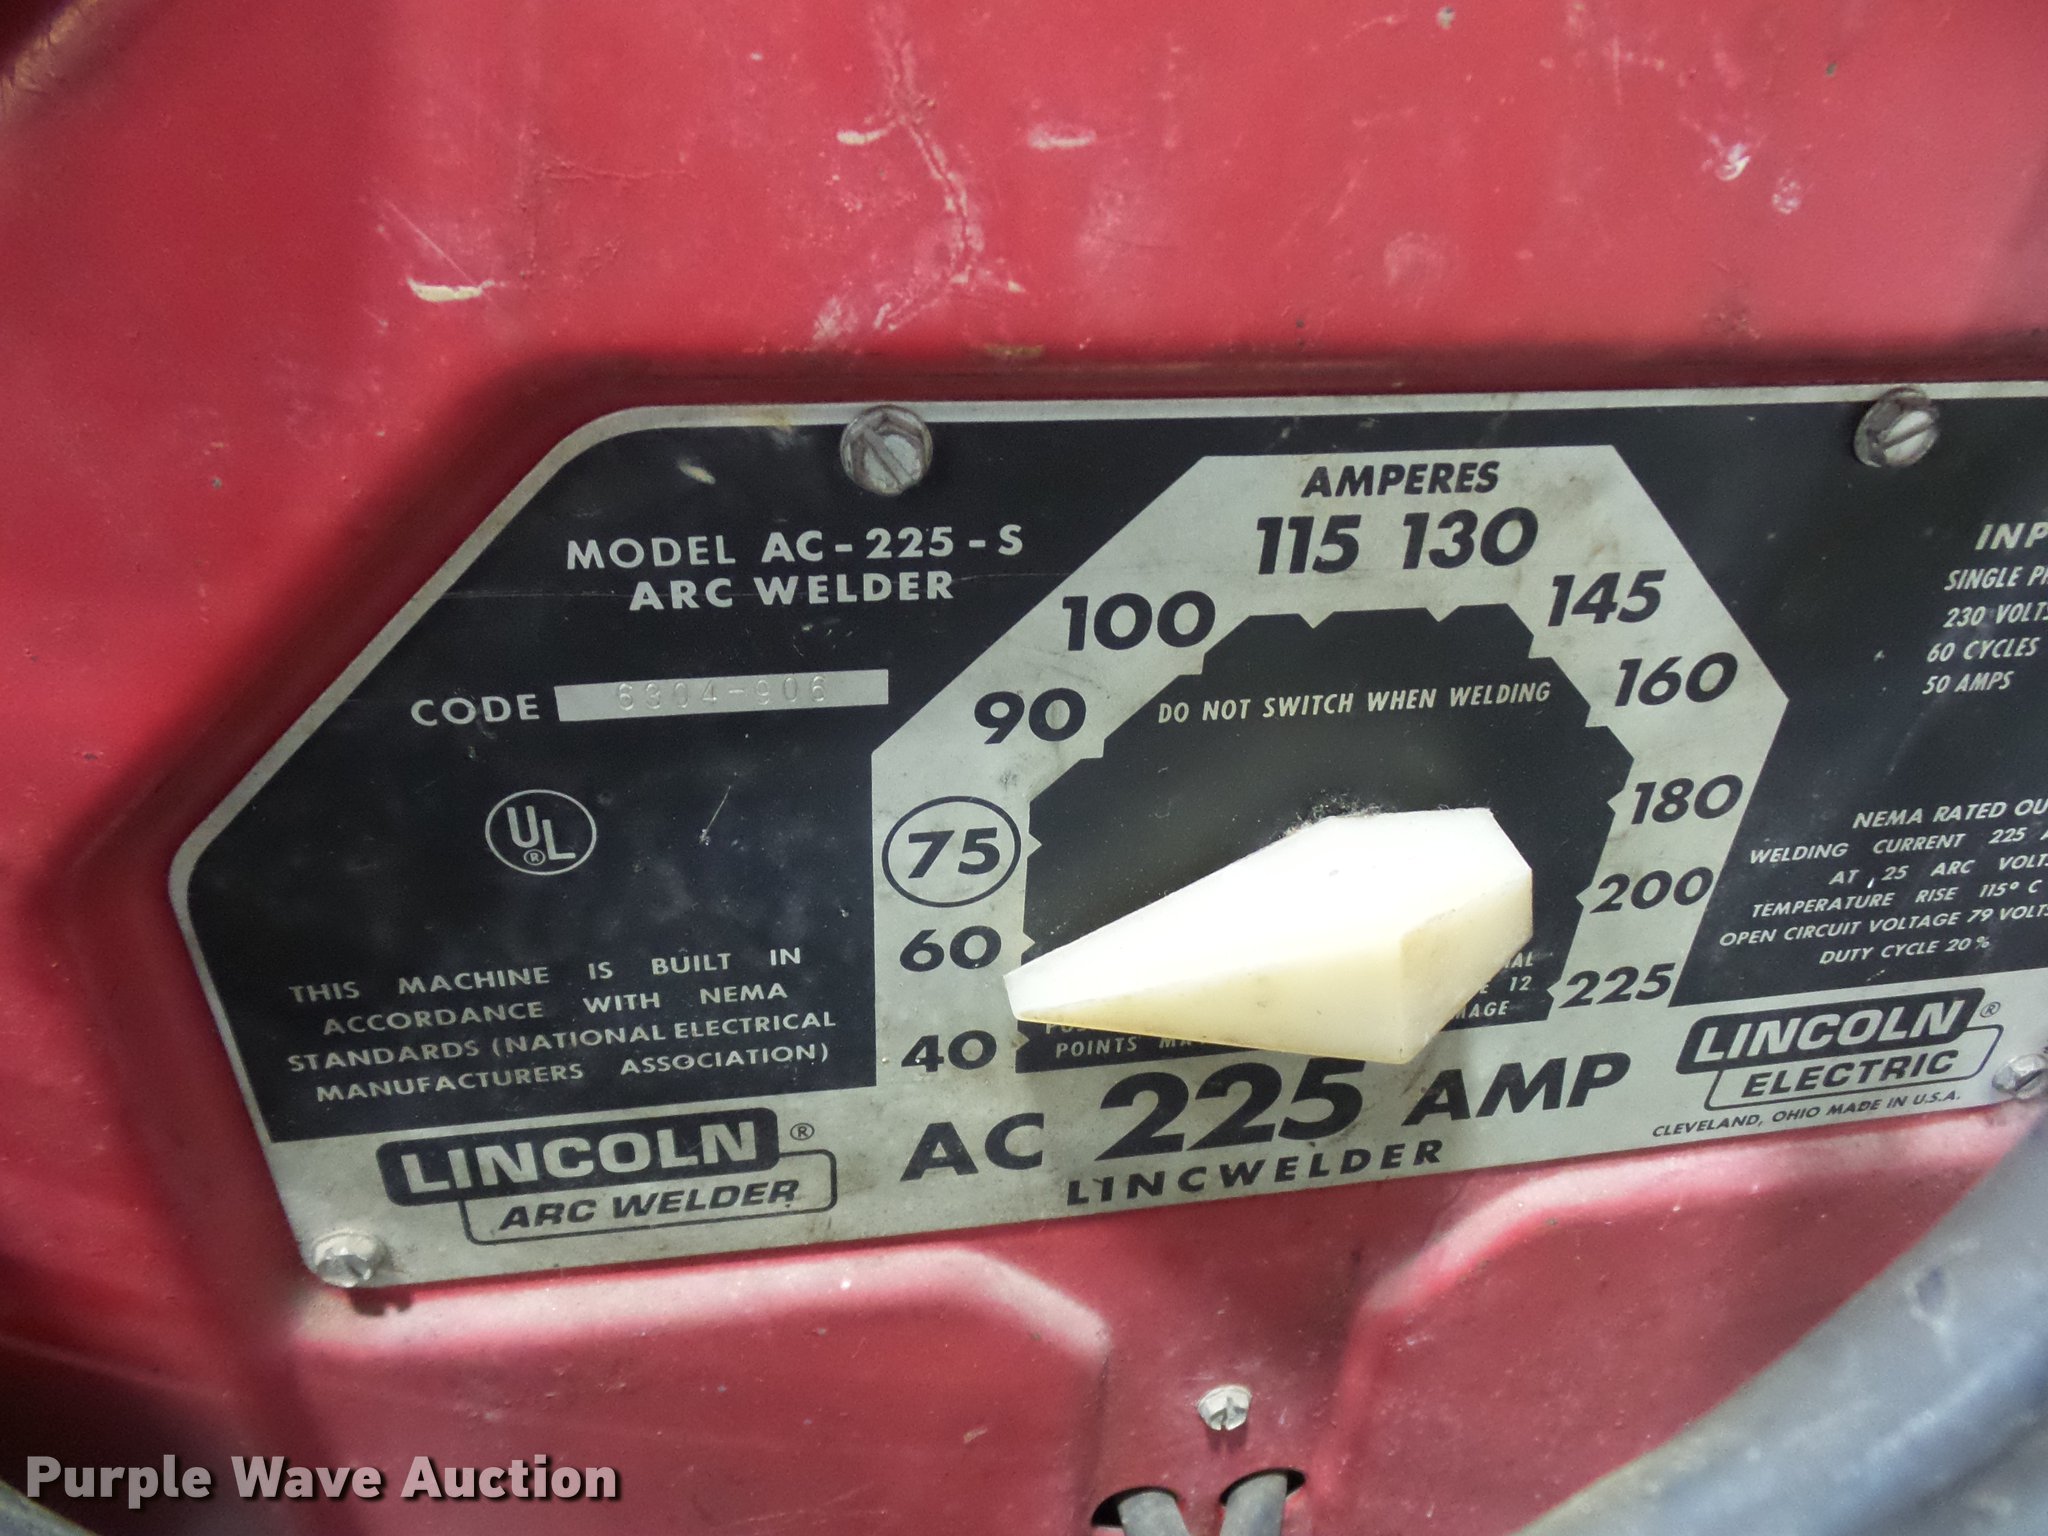 MODEL AC-225-S
ARC WELDER
CODE 6304-906
UL®
THIS MACHINE IS BUILT IN
ACCORDANCE WITH NEMA
STANDARDS (NATIONAL ELECTRICAL
MANUFACTURERS ASSOCIATION)
LINCOLN®
ARC WELDER
AMPERES
40
60
75
90
100
115
130
145
160
180
200
225
DO NOT SWITCH WHEN WELDING
12
POINTS
AC 225 AMP
LINCWELDER
SINGLE
230 VOLTS
60 CYCLES
50 AMPS
NEMA RATED
WELDING CURRENT 225
AT 25 ARC VOLTS
TEMPERATURE RISE 115° C
OPEN CIRCUIT VOLTAGE 79 VOLTS
DUTY CYCLE 20%
LINCOLN®
ELECTRIC
CLEVELAND, OHIO MADE IN U.S.A.
Purple Wave Auction